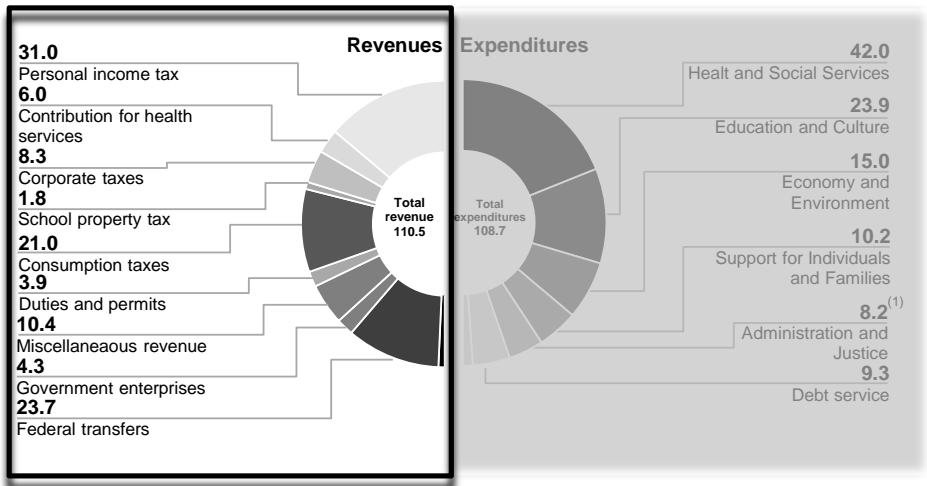 Revenues
31.0
Personal income tax
6.0
Contribution for health
services
8.3
Corporate taxes
1.8
School property tax
21.0
Consumption taxes
3.9
Duties and permits
10.4
Miscellaneaous revenue
4.3
Government enterprises
23.7
Federal transfers
Total
revenue
110.5
Expenditures
42.0
Healt and Social Services
23.9
Education and Culture
15.0
Economy and
Environment
10.2
Support for Individuals
and Families
8.2(1)
Administration and
Justice
9.3
Debt service
Total
expenditures
108.7